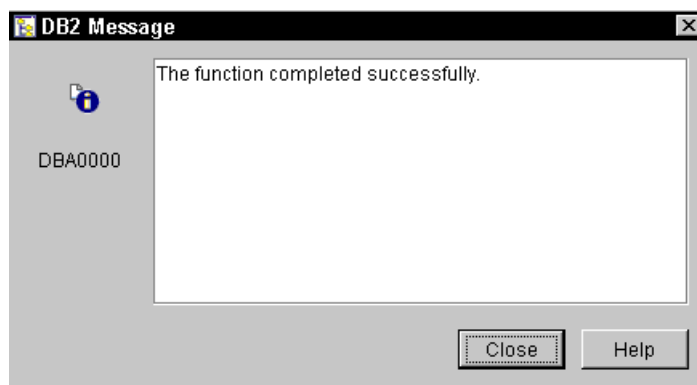 DB2 Message
The function completed successfully.
DBA0000
Close
Help